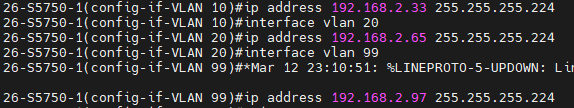 26-S5750-1(config-if-VLAN 10)#ip address 192.168.2.33 255.255.255.224
26-S5750-1(config-if-VLAN 10)#interface vlan 20
26-S5750-1(config-if-VLAN 20)#ip address 192.168.2.65 255.255.255.224
26-S5750-1(config-if-VLAN 20)#interface vlan 99
26-S5750-1(config-if-VLAN 99)#*Mar 12 23:10:51: %LINEPROTO-5-UPDOWN: Lin
26-S5750-1(config-if-VLAN 99)#ip address 192.168.2.97 255.255.255.224